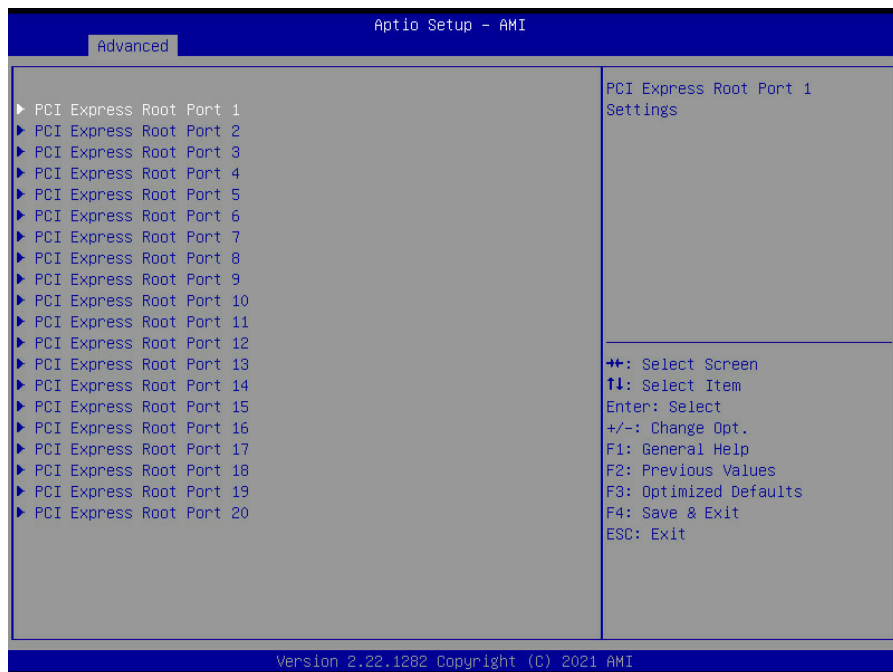 Aptio Setup – AMI
Advanced
PCI Express Root Port 1
PCI Express Root Port 2
PCI Express Root Port 3
PCI Express Root Port 4
PCI Express Root Port 5
PCI Express Root Port 6
PCI Express Root Port 7
PCI Express Root Port 8
PCI Express Root Port 9
PCI Express Root Port 10
PCI Express Root Port 11
PCI Express Root Port 12
PCI Express Root Port 13
PCI Express Root Port 14
PCI Express Root Port 15
PCI Express Root Port 16
PCI Express Root Port 17
PCI Express Root Port 18
PCI Express Root Port 19
PCI Express Root Port 20
PCI Express Root Port 1
Settings
→←: Select Screen
↑↓: Select Item
Enter: Select
+/-: Change Opt.
F1: General Help
F2: Previous Values
F3: Optimized Defaults
F4: Save & Exit
ESC: Exit
Version 2.22.1282 Copyright (C) 2021 AMI